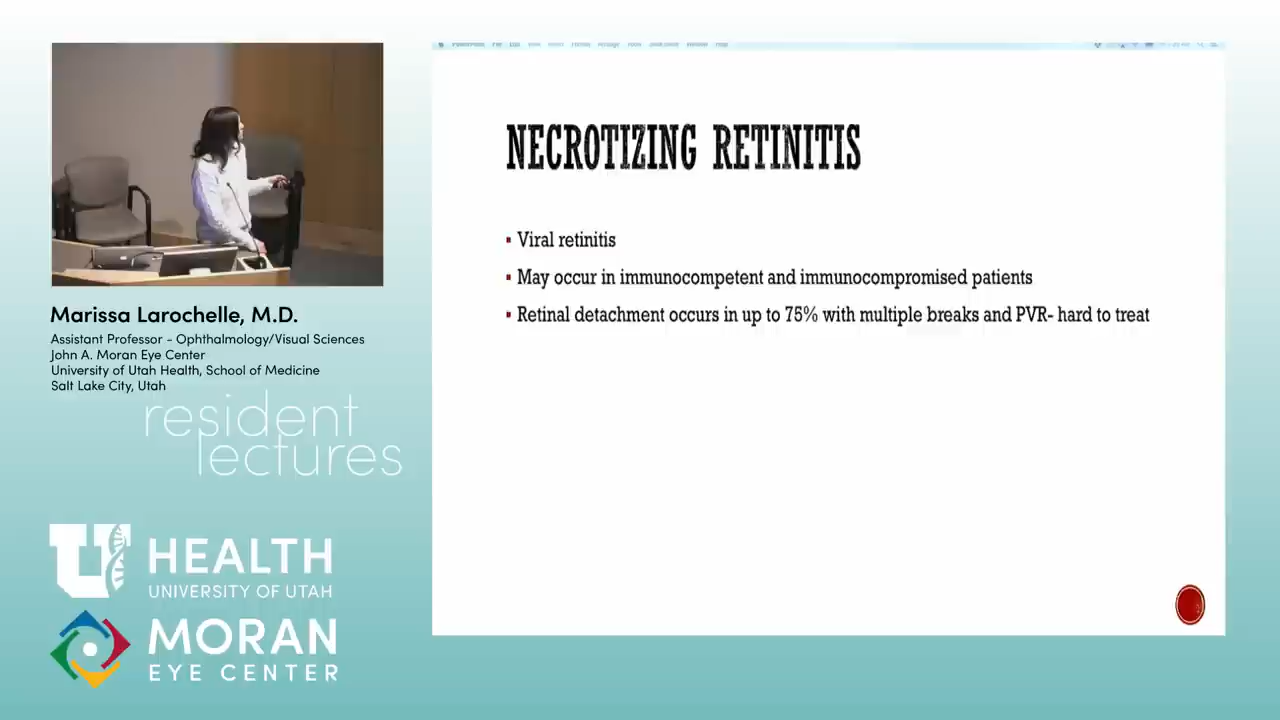 NECROTIZING RETINITIS
Viral retinitis
May occur in immunocompetent and immunocompromised patients
Retinal detachment occurs in up to 75% with multiple breaks and PVR- hard to treat
Marissa Larochelle, M.D.
Assistant Professor - Ophthalmology/Visual Sciences
John A. Moran Eye Center
University of Utah Health, School of Medicine
Salt Lake City, Utah
resident
lectures
U HEALTH
UNIVERSITY OF UTAH
MORAN
EYE CENTER